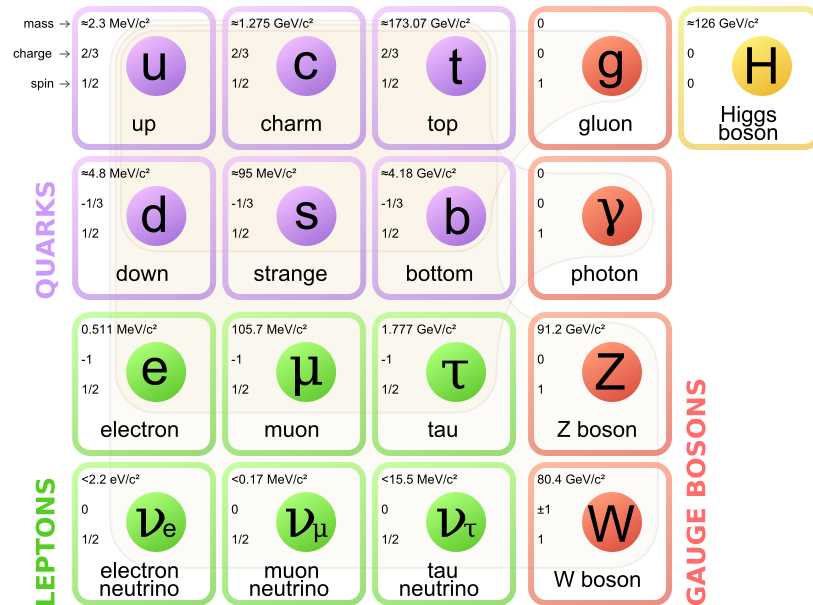 mass → ≈2.3 MeV/c²
charge → 2/3
spin → 1/2
u
up
≈1.275 GeV/c²
2/3
1/2
c
charm
≈173.07 GeV/c²
2/3
1/2
t
top
0
0
1
g
gluon
≈126 GeV/c²
0
0
H
Higgs
boson
QUARKS
≈4.8 MeV/c²
-1/3
1/2
d
down
≈95 MeV/c²
-1/3
1/2
s
strange
≈4.18 GeV/c²
-1/3
1/2
b
bottom
0
0
1
γ
photon
0.511 MeV/c²
-1
1/2
e
electron
105.7 MeV/c²
-1
1/2
μ
muon
1.777 GeV/c²
-1
1/2
τ
tau
91.2 GeV/c²
0
1
Z
Z boson
LEPTONS
<2.2 eV/c²
0
1/2
νe
electron
neutrino
<0.17 MeV/c²
0
1/2
νμ
muon
neutrino
<15.5 MeV/c²
0
1/2
ντ
tau
neutrino
80.4 GeV/c²
±1
1
W
W boson
GAUGE BOSONS